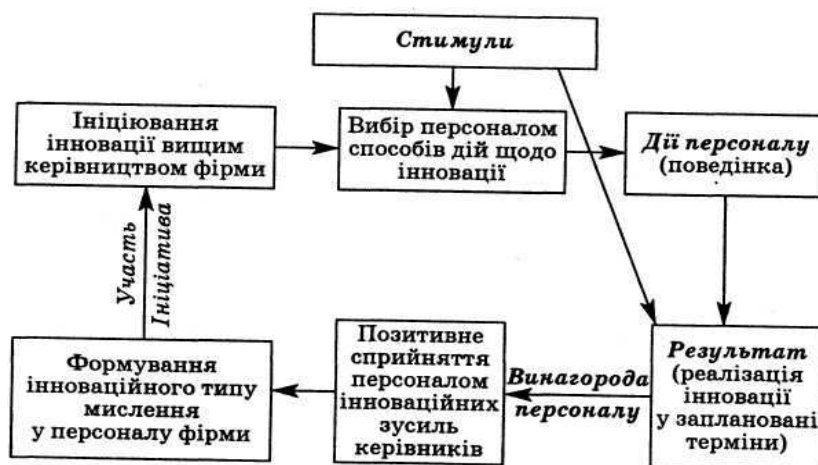 Стимули
Ініціювання
інновації вищим
керівництвом фірми
Вибір персоналом
способів дій щодо
інновації
Дії персоналу
(поведінка)
Участь
Ініціатива
Формування
інноваційного типу
мислення
у персоналу фірми
Позитивне
сприйняття
персоналом
інноваційних
зусиль
керівників
Винагорода
персоналу
Результат
(реалізація
інновації
у заплановані
терміни)